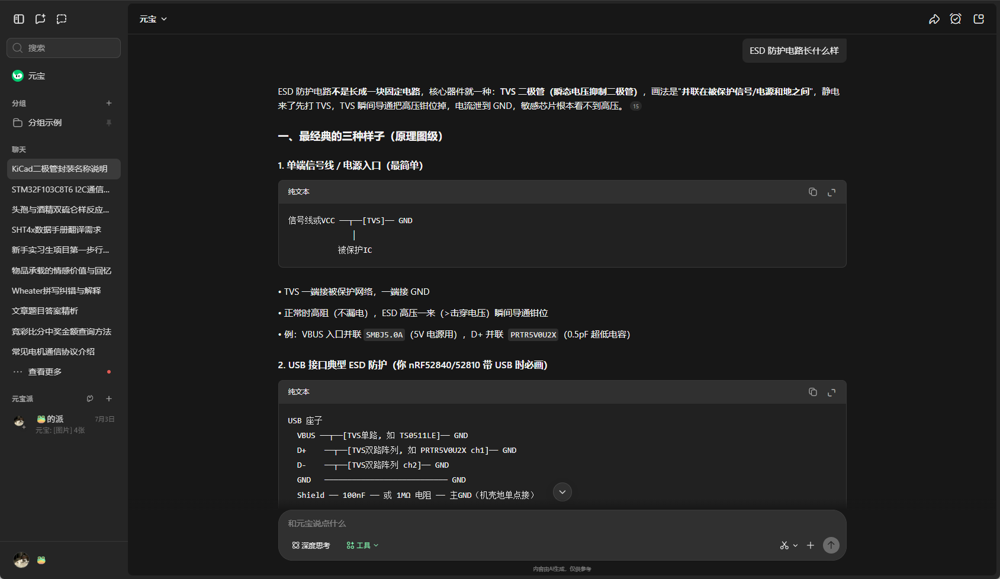 搜索
元宝
分组
分组示例
聊天
KiCad二极管封装名称说明
STM32F103C8T6 I2C通信...
头孢与酒精双硫仑样反应...
SHT4x数据手册翻译需求
新手实习生项目第一步行...
物品承载的情感价值与回忆
Wheater拼写纠错与解释
文章题目答案精析
竞彩比分中奖金额查询方法
常见电机通信协议介绍
查看更多
元宝派
的派 7月3日
元宝: [图片] 4张
元宝
ESD 防护电路长什么样
ESD 防护电路不是长成一块固定电路，核心器件就一种：TVS 二极管（瞬态电压抑制二极管），画法是"并联在被保护信号/电源和地之间"，静电
来了先打 TVS，TVS 瞬间导通把高压钳位掉，电流泄到 GND，敏感芯片根本看不到高压。 15
一、最经典的三种样子（原理图级）
1. 单端信号线 / 电源入口（最简单）
纯文本
信号线或VCC ──┬──[TVS]── GND
│
被保护IC
• TVS 一端接被保护网络，一端接 GND
• 正常时高阻（不漏电），ESD 高压一来（>击穿电压）瞬间导通钳位
• 例：VBUS 入口并联 SMBJ5.0A （5V 电源用），D+ 并联 PRTR5V0U2X （0.5pF 超低电容）
2. USB 接口典型 ESD 防护（你 nRF52840/52810 带 USB 时必画）
纯文本
USB 座子
VBUS ──┬──[TVS单路, 如 TS0511LE]── GND
D+ ──┬──[TVS双路阵列, 如 PRTR5V0U2X ch1]── GND
D- ──┬──[TVS双路阵列 ch2]── GND
GND ─────────────────────────── GND
Shield ── 100nF ── 或 1MΩ 电阻 ── 主GND（机壳地单点接）
和元宝说点什么
深度思考 工具
内容由AI生成，仅供参考